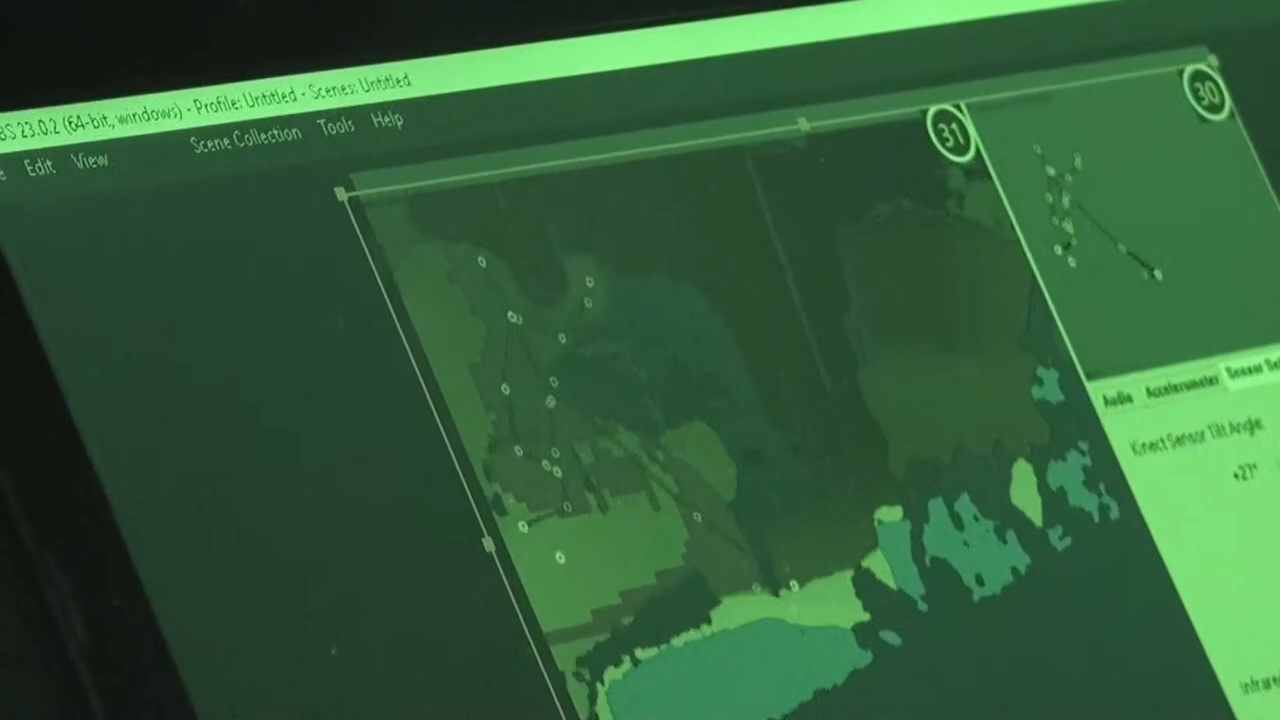 BS 23.0.2 (64-bit, windows) - Profile: Untitled - Scenes: Untitled
e Edit View Scene Collection Tools Help
31
30
Audio Accelerometer Sensor Se
Kinect Sensor Tilt Angle:
+27°
Infrare